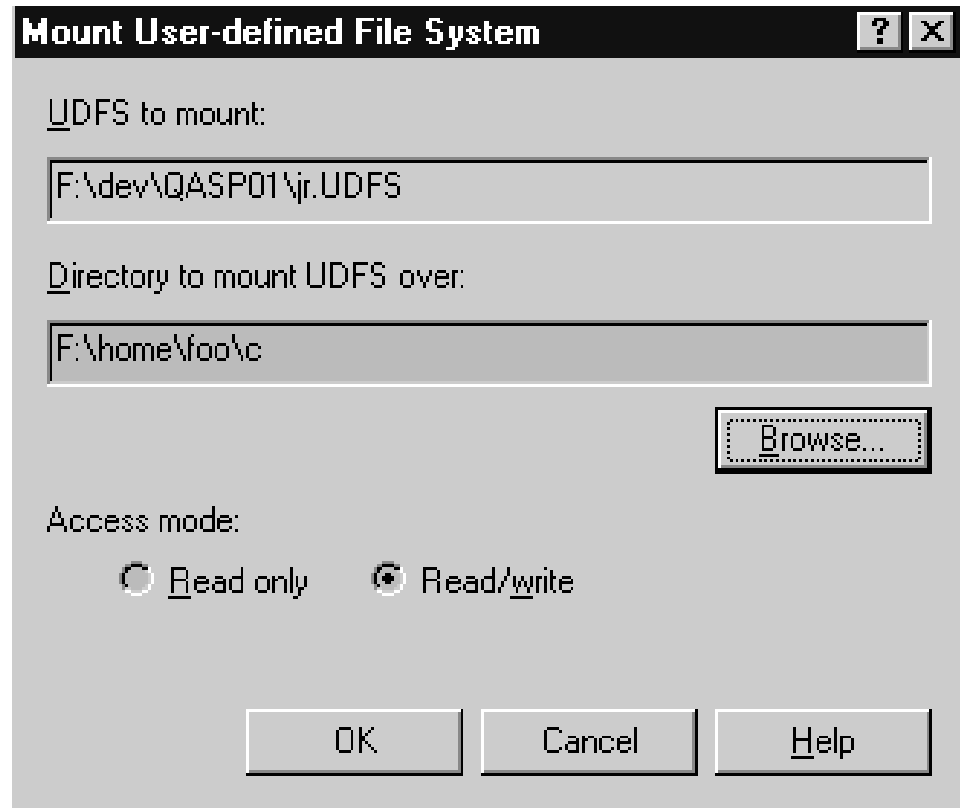 Mount User-defined File System ? X
UDFS to mount:
F:\dev\QASP01\jr.UDFS
Directory to mount UDFS over:
F:\home\foo\c
Browse...
Access mode:
Read only Read/write
OK Cancel Help